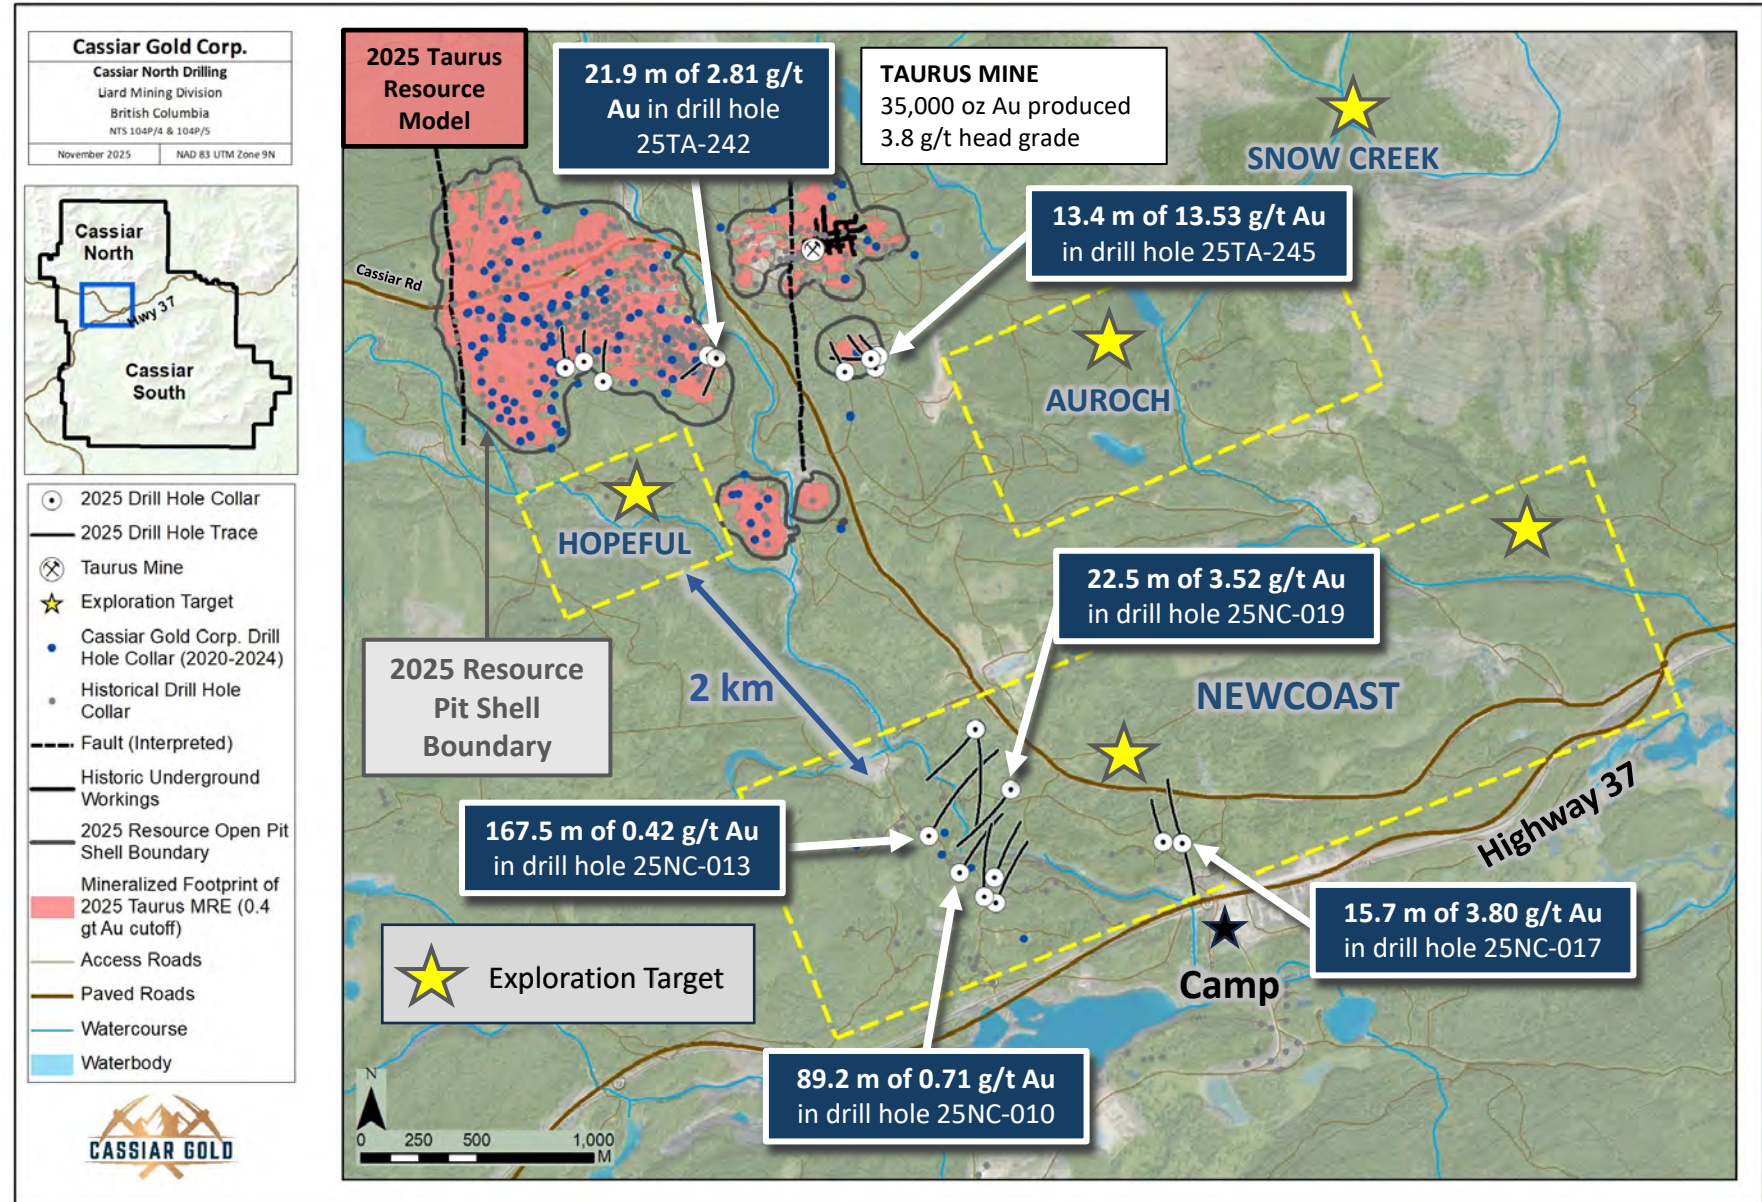 Cassiar Gold Corp.
Cassiar North Drilling
Liard Mining Division
British Columbia
NTS 104P/4 & 104P/5
November 2025
NAD 83 UTM Zone 9N
Cassiar
North
Hwy 37
Cassiar
South
2025 Drill Hole Collar
2025 Drill Hole Trace
Taurus Mine
Exploration Target
Cassiar Gold Corp. Drill
Hole Collar (2020-2024)
Historical Drill Hole
Collar
Fault (Interpreted)
Historic Underground
Workings
2025 Resource Open Pit
Shell Boundary
Mineralized Footprint of
2025 Taurus MRE (0.4
gt Au cutoff)
Access Roads
Paved Roads
Watercourse
Waterbody
CASSIAR GOLD
2025 Taurus
Resource
Model
21.9 m of 2.81 g/t
Au in drill hole
25TA-242
TAURUS MINE
35,000 oz Au produced
3.8 g/t head grade
SNOW CREEK
13.4 m of 13.53 g/t Au
in drill hole 25TA-245
Cassiar Rd
AUROCH
HOPEFUL
22.5 m of 3.52 g/t Au
in drill hole 25NC-019
2025 Resource
Pit Shell
Boundary
2 km
NEWCOAST
167.5 m of 0.42 g/t Au
in drill hole 25NC-013
Highway 37
15.7 m of 3.80 g/t Au
in drill hole 25NC-017
Exploration Target
Camp
89.2 m of 0.71 g/t Au
in drill hole 25NC-010
N
0 250 500 1,000
M